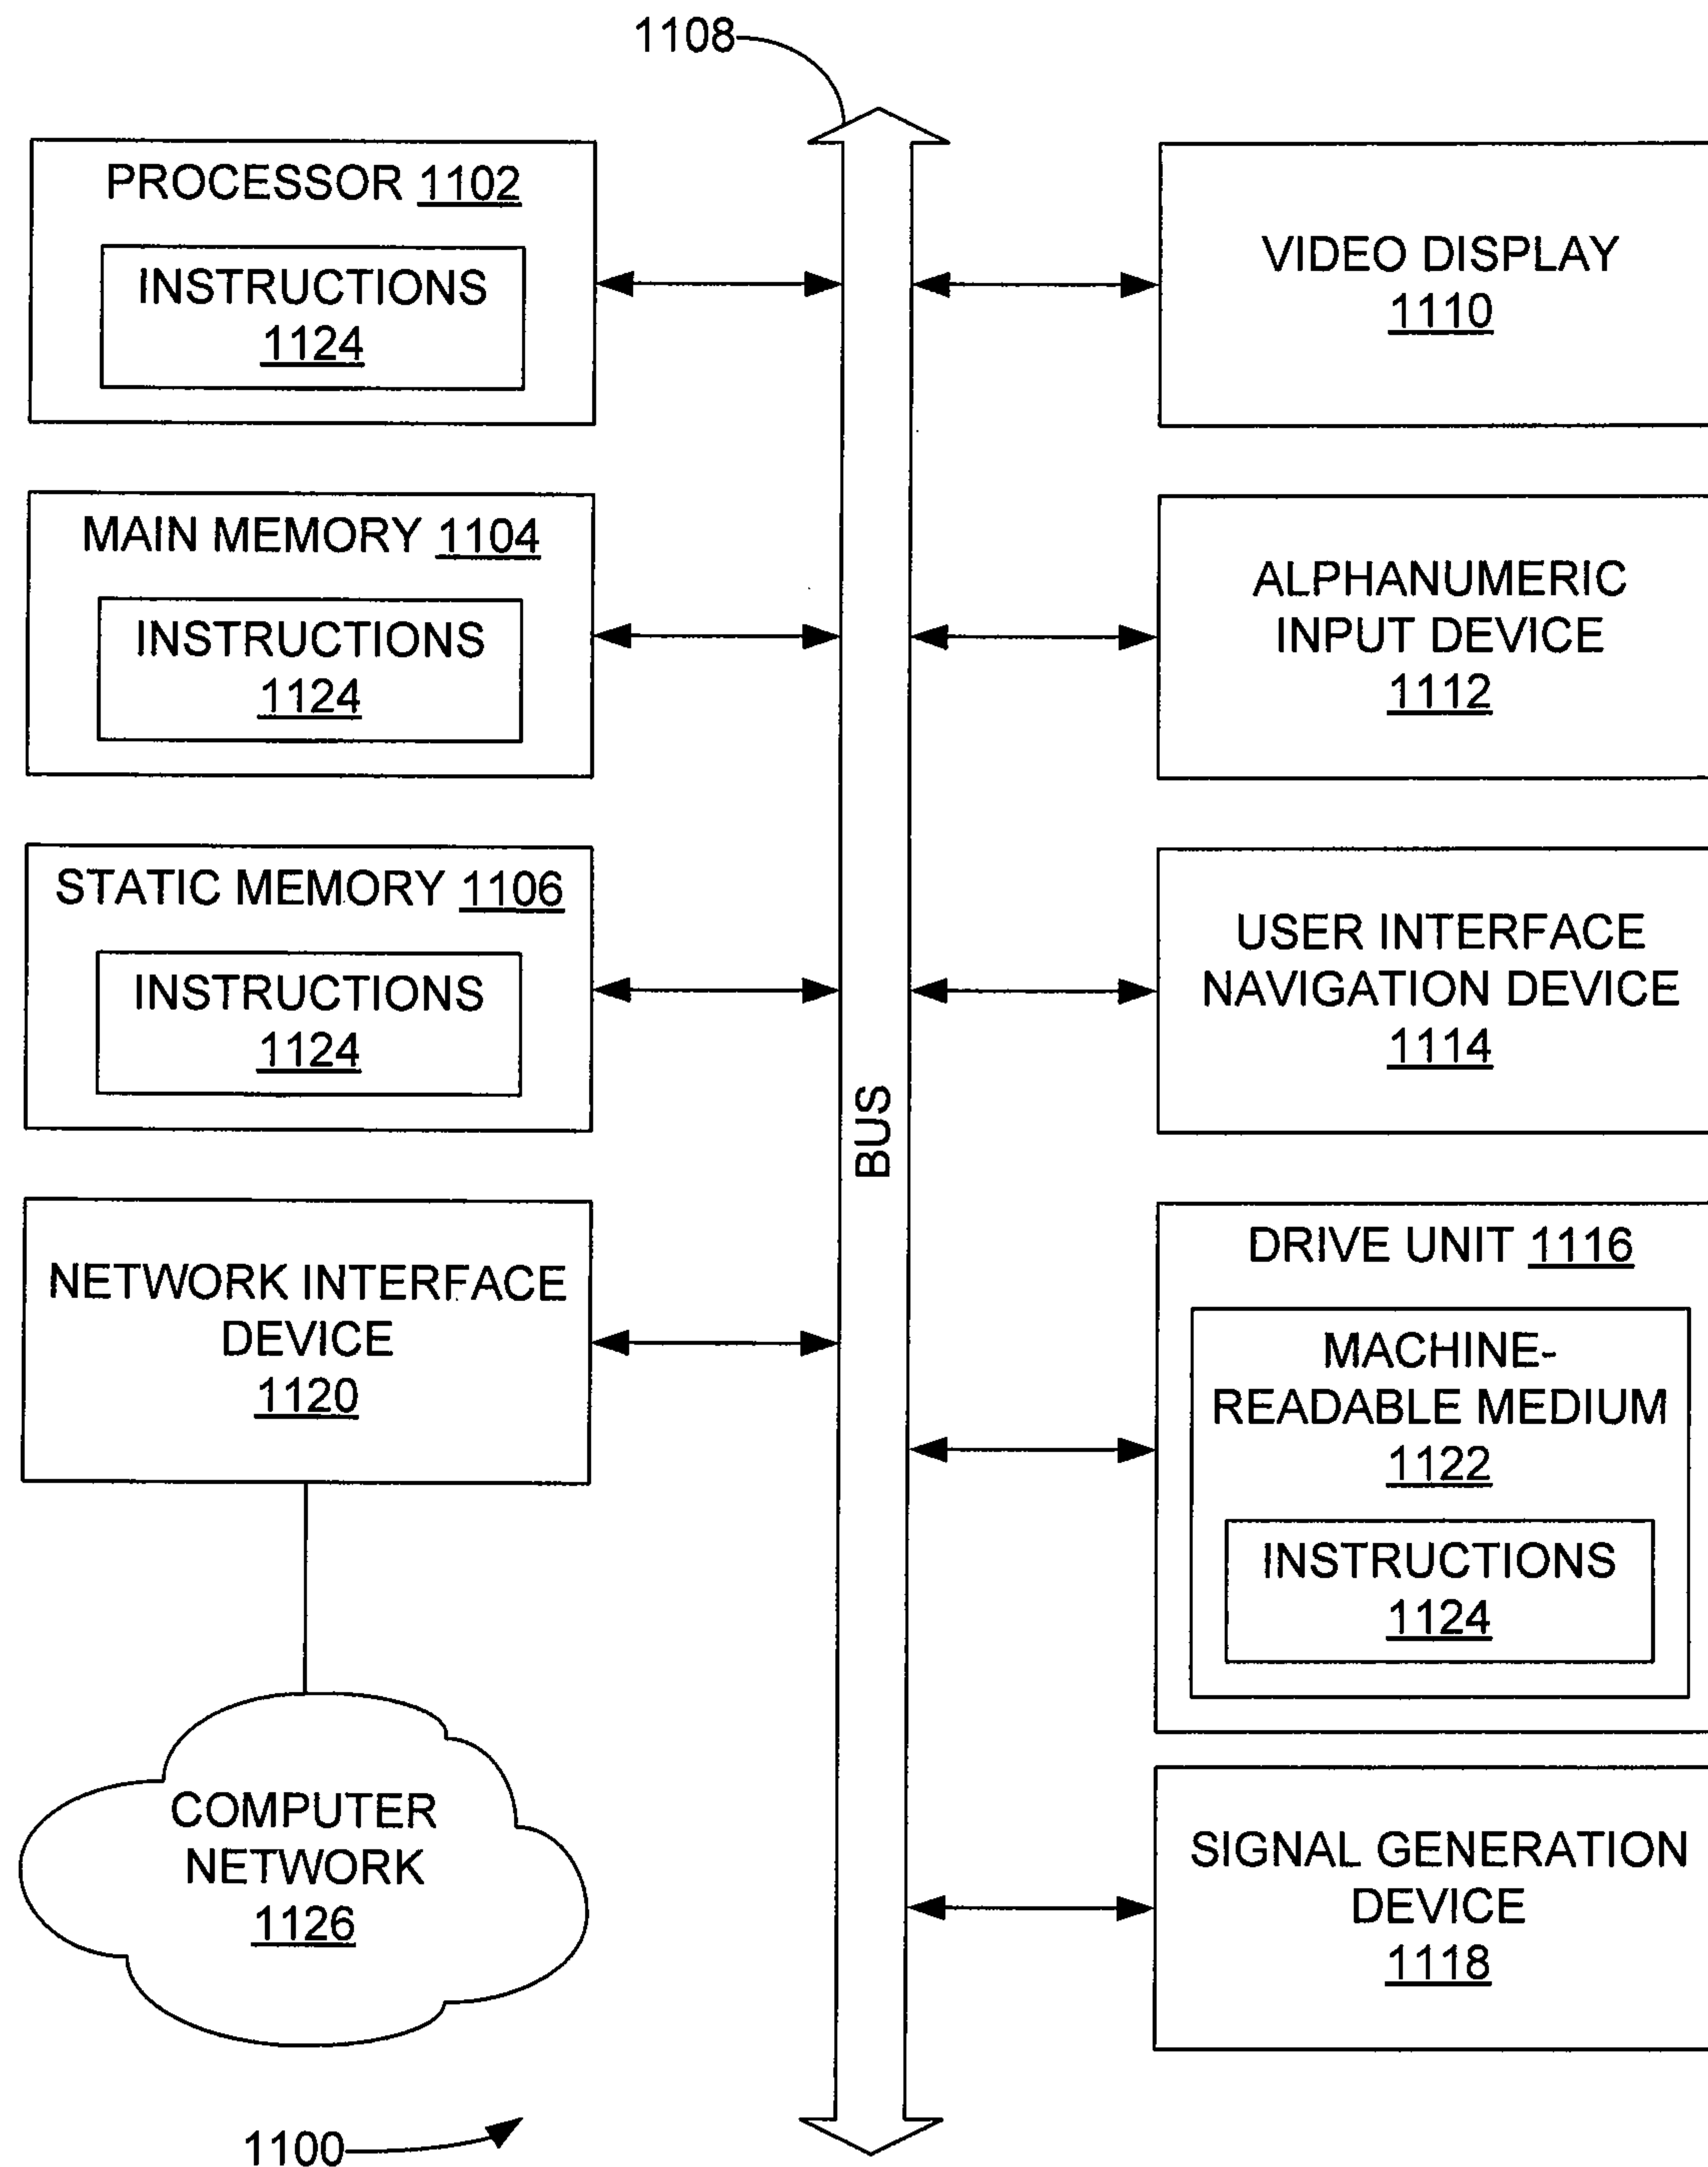 1108
PROCESSOR 1102
INSTRUCTIONS
1124
MAIN MEMORY 1104
INSTRUCTIONS
1124
STATIC MEMORY 1106
INSTRUCTIONS
1124
NETWORK INTERFACE
DEVICE
1120
COMPUTER
NETWORK
1126
1100
BUS
VIDEO DISPLAY
1110
ALPHANUMERIC
INPUT DEVICE
1112
USER INTERFACE
NAVIGATION DEVICE
1114
DRIVE UNIT 1116
MACHINE-
READABLE MEDIUM
1122
INSTRUCTIONS
1124
SIGNAL GENERATION
DEVICE
1118